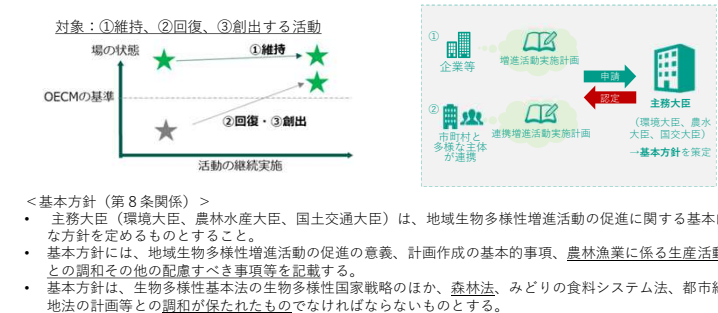 対象：①維持、②回復、③創出する活動
場の状態
①維持
OECMの基準
②回復・③創出
活動の継続実施
①
企業等
増進活動実施計画
②
市町村と
多様な主体
が連携
連携増進活動実施計画
申請
認定
主務大臣
（環境大臣、農水
大臣、国交大臣）
→基本方針を策定
＜基本方針（第８条関係）＞
• 主務大臣（環境大臣、農林水産大臣、国土交通大臣）は、地域生物多様性増進活動の促進に関する基本的
な方針を定めるものとすること。
• 基本方針には、地域生物多様性増進活動の促進の意義、計画作成の基本的事項、農林漁業に係る生産活動
との調和その他の配慮すべき事項等を記載する。
• 基本方針は、生物多様性基本法の生物多様性国家戦略のほか、森林法、みどりの食料システム法、都市緑
地法の計画等との調和が保たれたものでなければならないものとする。